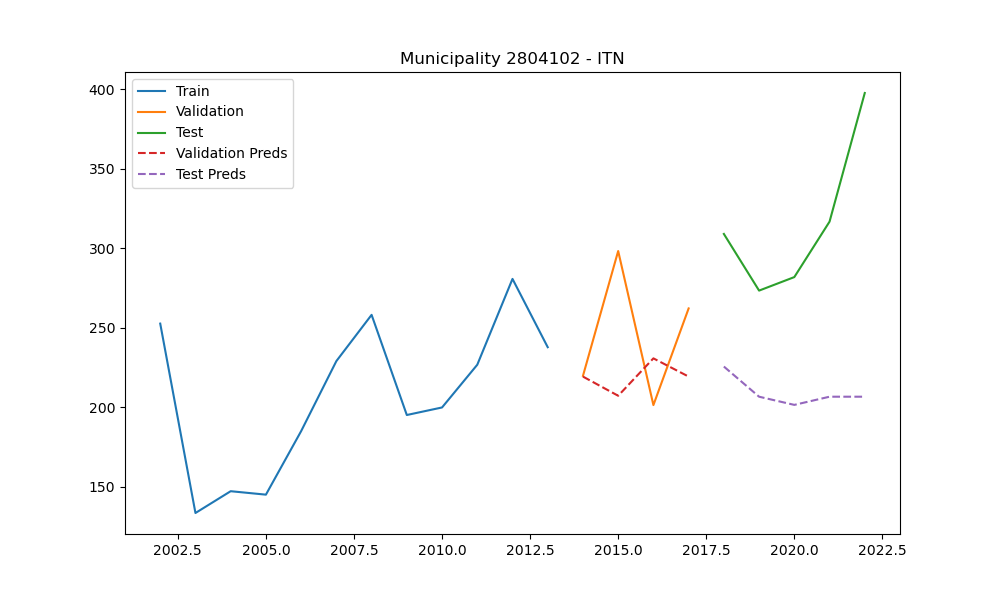 Municipality 2804102 - ITN
Train
Validation
Test
Validation Preds
Test Preds
400
350
300
250
200
150
2002.5 2005.0 2007.5 2010.0 2012.5 2015.0 2017.5 2020.0 2022.5